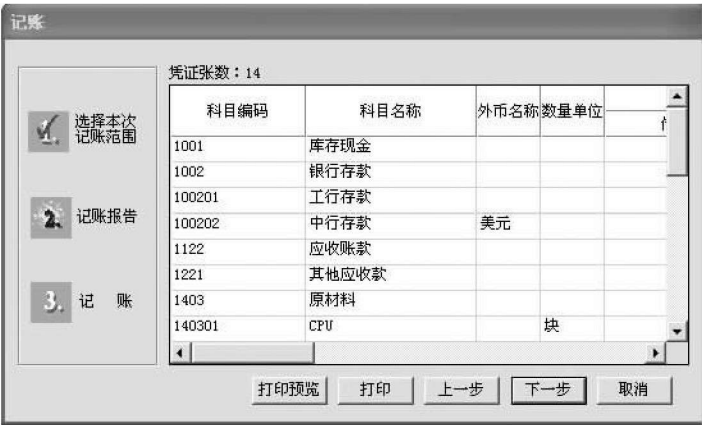 记账
凭证张数：14
1. 选择本次
记账范围
2. 记账报告
3. 记 账
科目编码 科目名称 外币名称 数量单位
1001 库存现金
1002 银行存款
100201 工行存款
100202 中行存款 美元
1122 应收账款
1221 其他应收款
1403 原材料
140301 CPU 块
打印预览 打印 上一步 下一步 取消